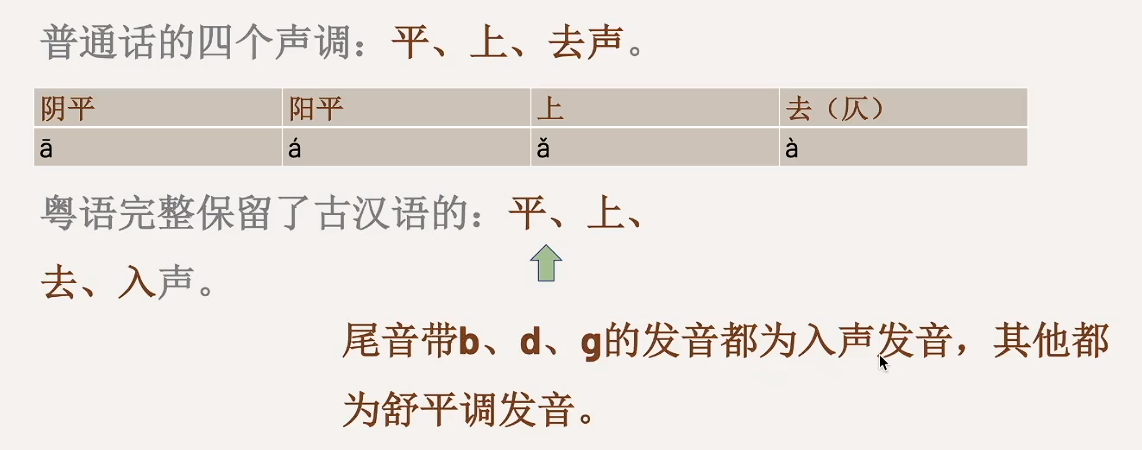 普通话的四个声调：平、上、去声。
阴平 阳平 上 去（仄）
ā á ǎ à
粤语完整保留了古汉语的：平、上、
去、入声。
尾音带b、d、g的发音都为入声发音，其他都
为舒平调发音。